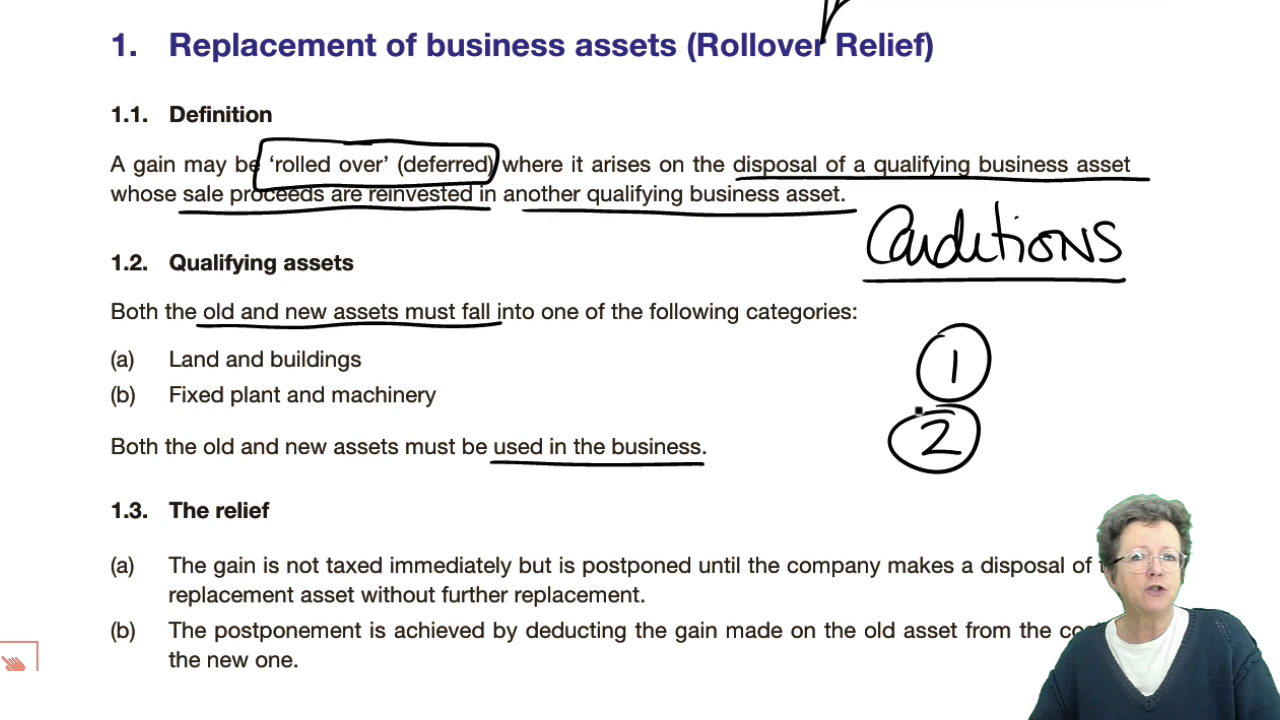 1. Replacement of business assets (Rollover Relief)
1.1. Definition
A gain may be ‘rolled over’ (deferred) where it arises on the disposal of a qualifying business asset
whose sale proceeds are reinvested in another qualifying business asset.
Conditions
1.2. Qualifying assets
Both the old and new assets must fall into one of the following categories:
(a) Land and buildings
1
(b) Fixed plant and machinery
2
Both the old and new assets must be used in the business.
1.3. The relief
(a) The gain is not taxed immediately but is postponed until the company makes a disposal of
replacement asset without further replacement.
(b) The postponement is achieved by deducting the gain made on the old asset from the
the new one.